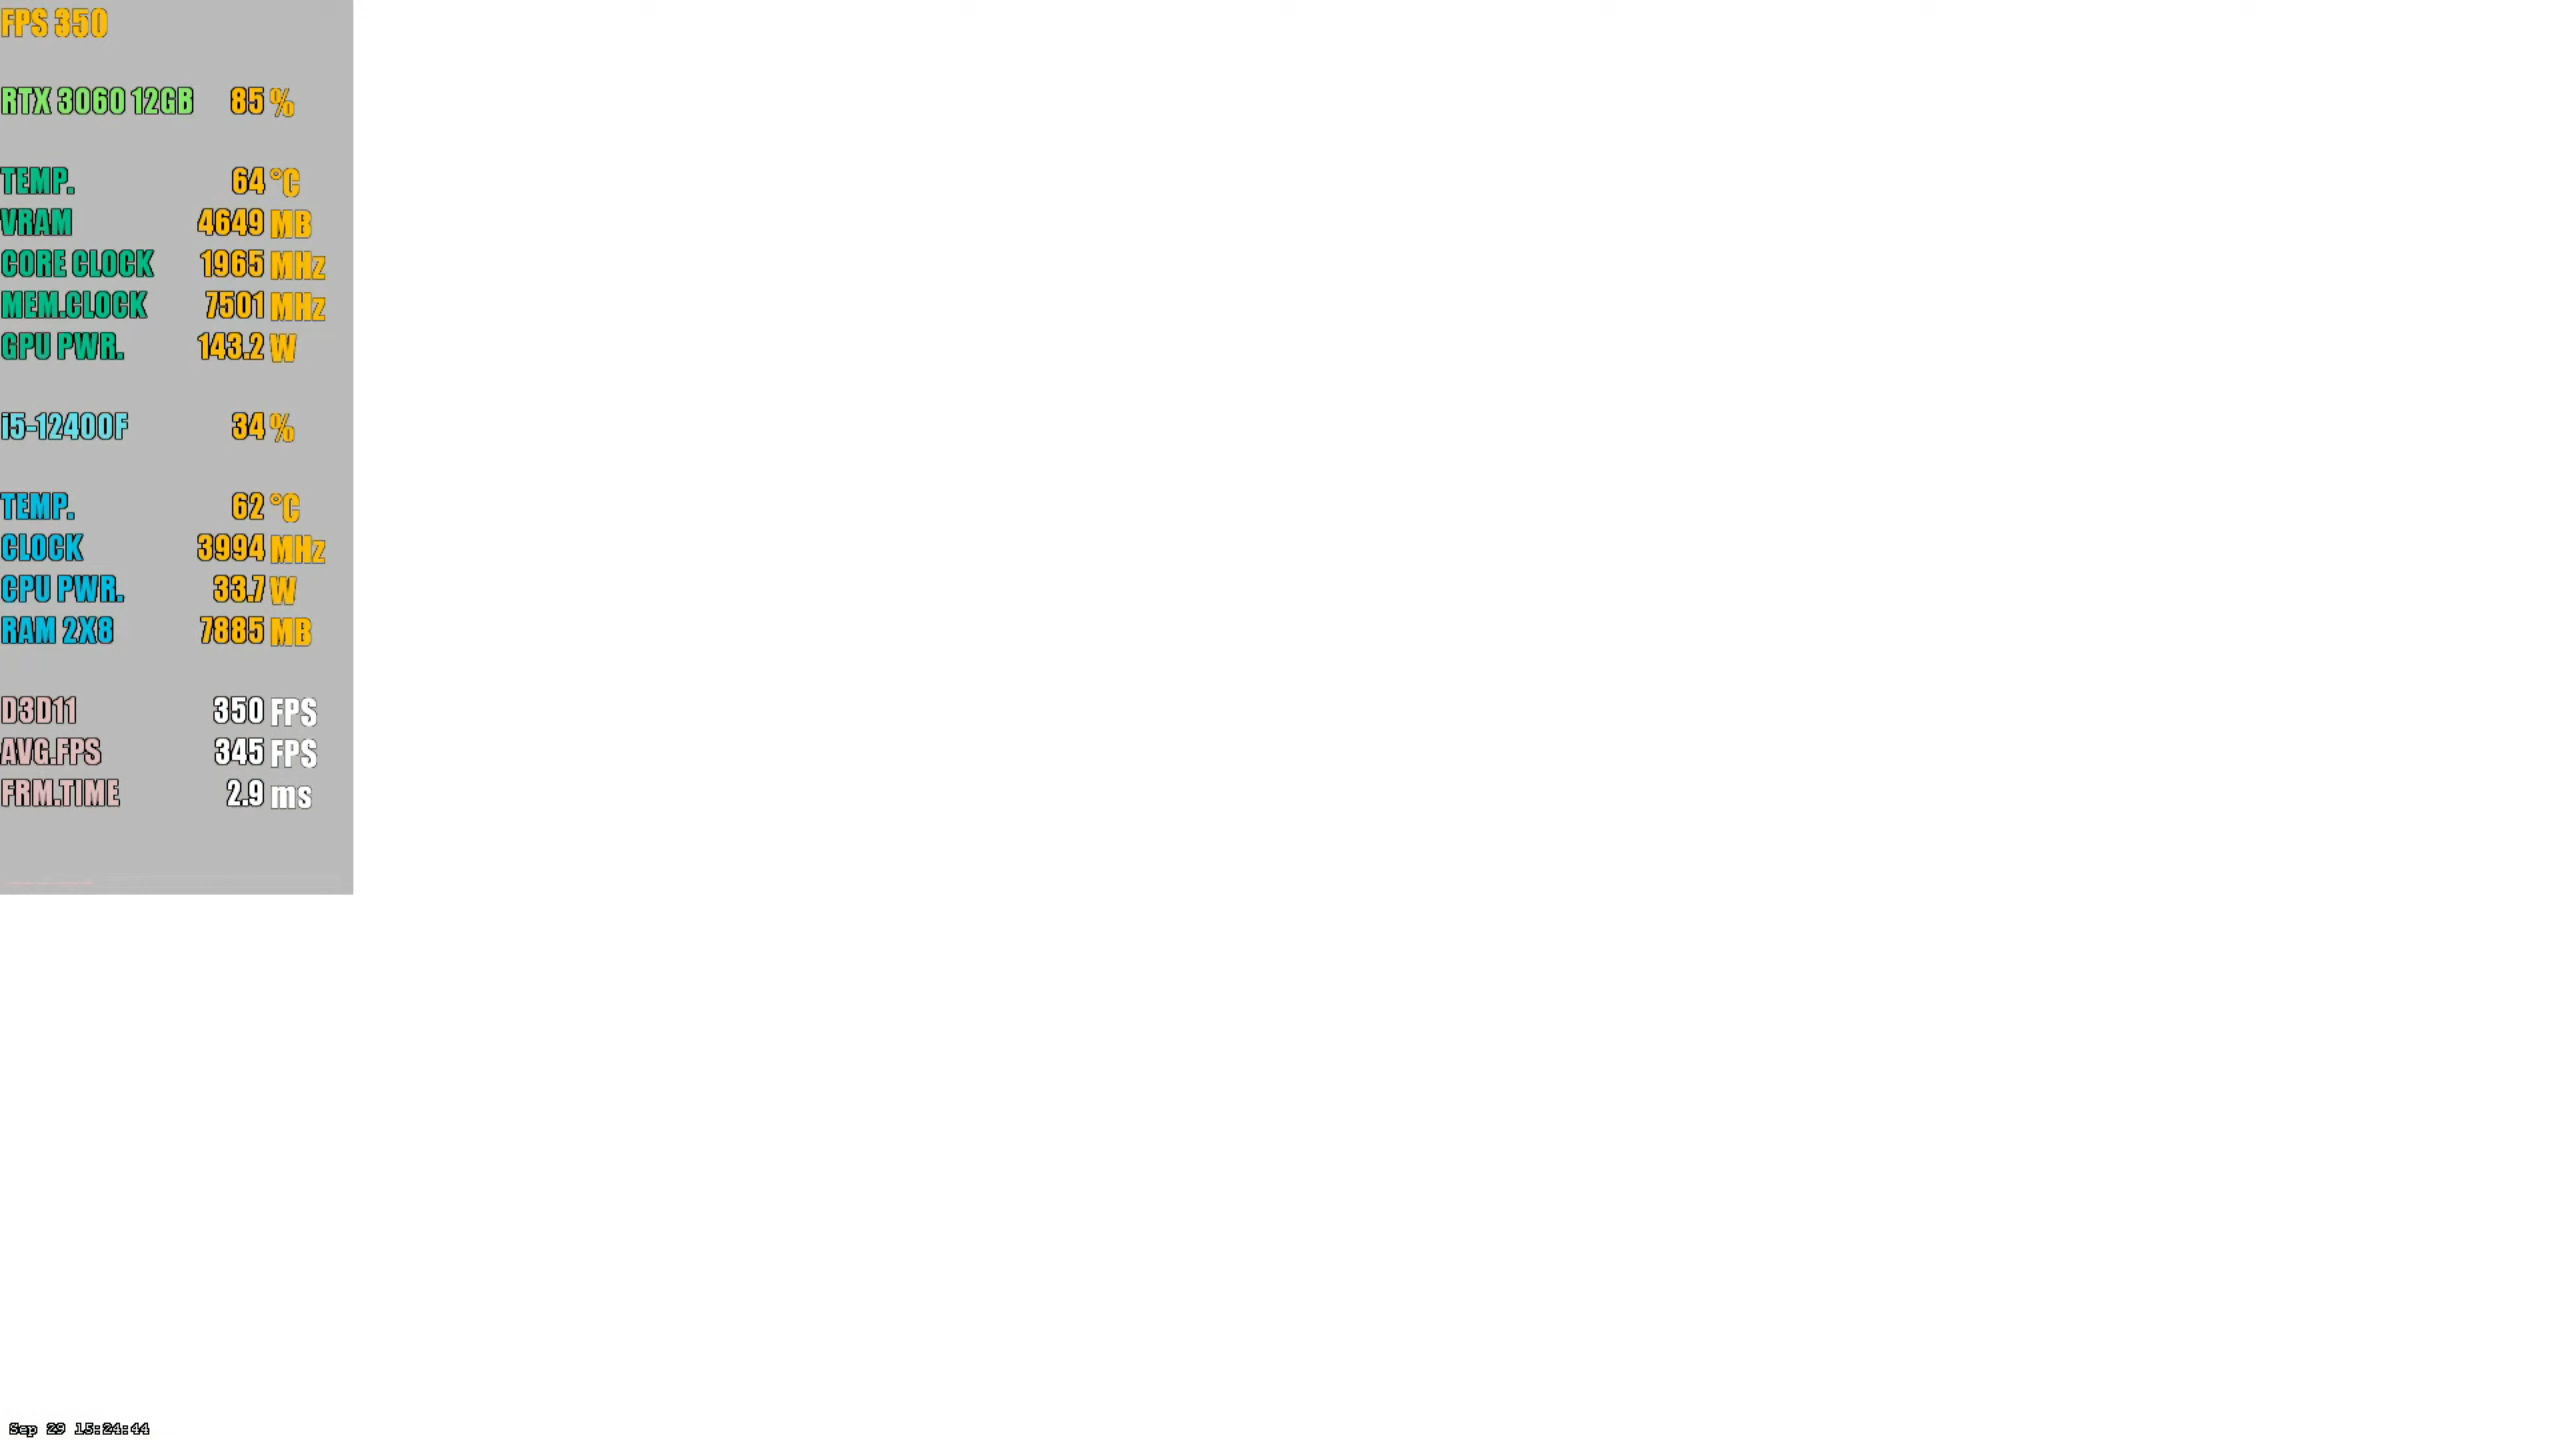 FPS 350
RTX 3060 12GB 85 %
TEMP. 64 °C
VRAM 4649 MB
CORE CLOCK 1965 MHz
MEM.CLOCK 7501 MHz
GPU PWR. 143.2 W
i5-12400F 34 %
TEMP. 62 °C
CLOCK 3994 MHz
CPU PWR. 33.7 W
RAM 2X8 7885 MB
D3D11 350 FPS
AVG.FPS 345 FPS
FRM.TIME 2.9 ms
Sep 29 15:24:44